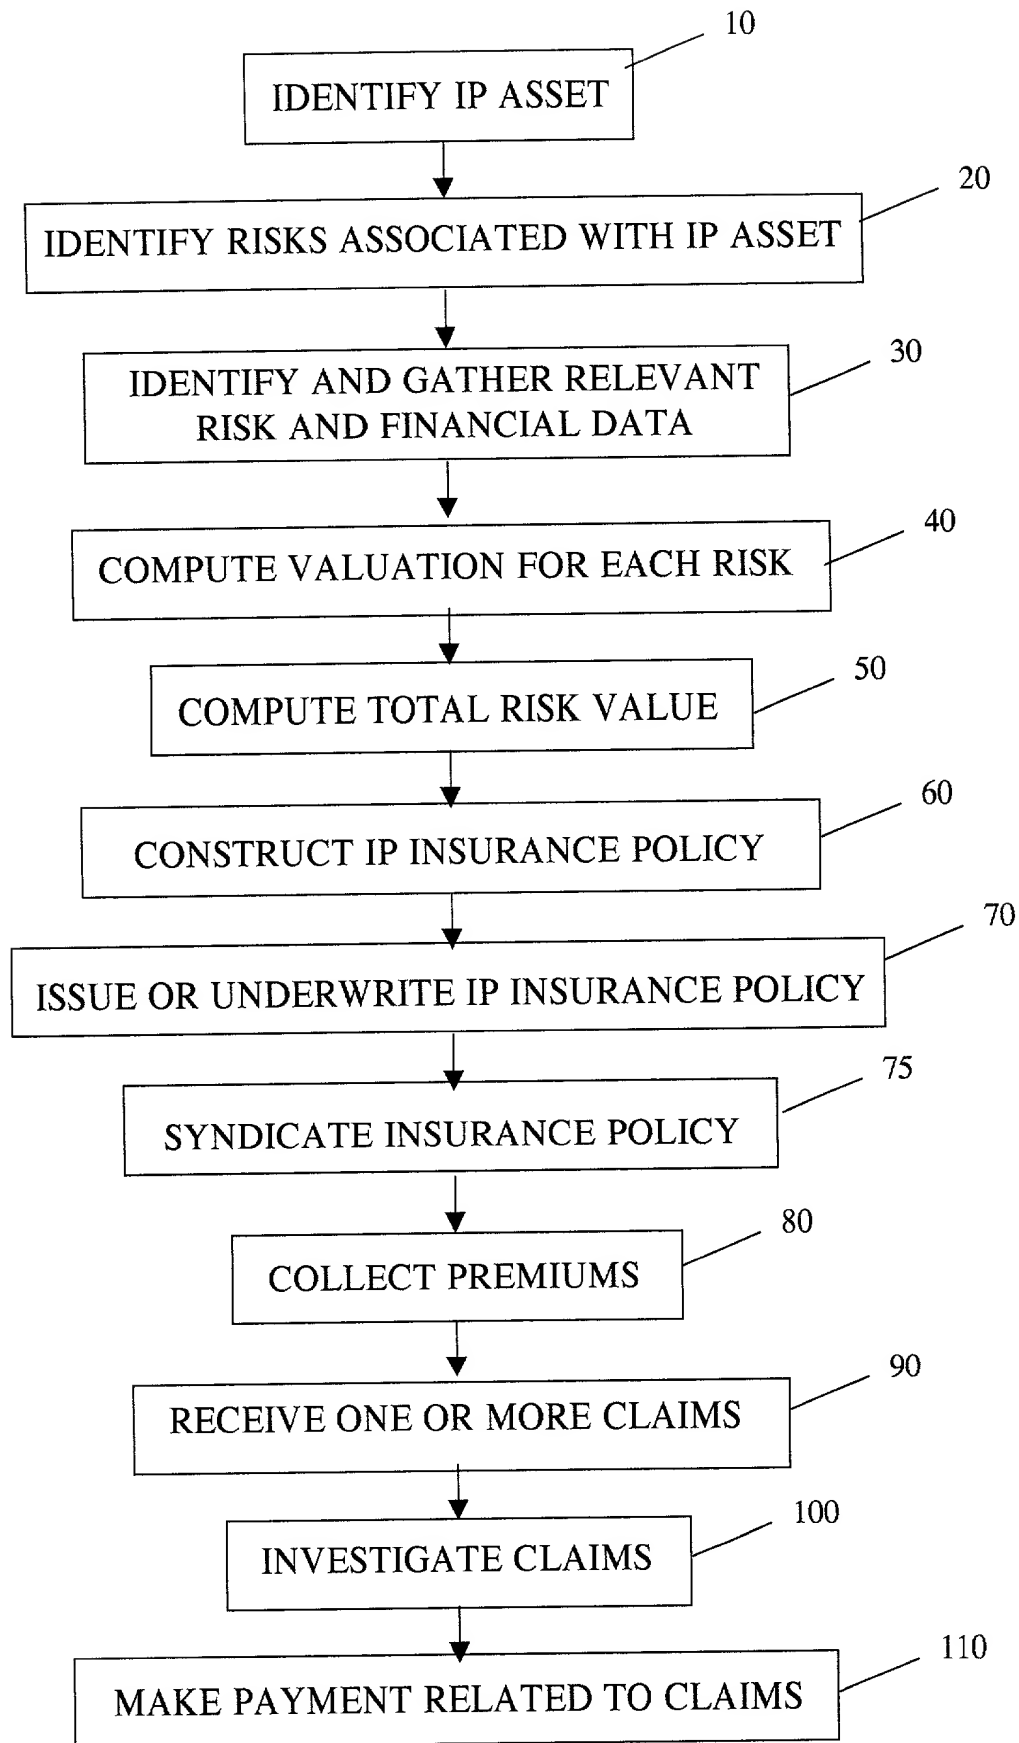 10
IDENTIFY IP ASSET
20
IDENTIFY RISKS ASSOCIATED WITH IP ASSET
30
IDENTIFY AND GATHER RELEVANT
RISK AND FINANCIAL DATA
40
COMPUTE VALUATION FOR EACH RISK
50
COMPUTE TOTAL RISK VALUE
60
CONSTRUCT IP INSURANCE POLICY
70
ISSUE OR UNDERWRITE IP INSURANCE POLICY
75
SYNDICATE INSURANCE POLICY
80
COLLECT PREMIUMS
90
RECEIVE ONE OR MORE CLAIMS
100
INVESTIGATE CLAIMS
110
MAKE PAYMENT RELATED TO CLAIMS